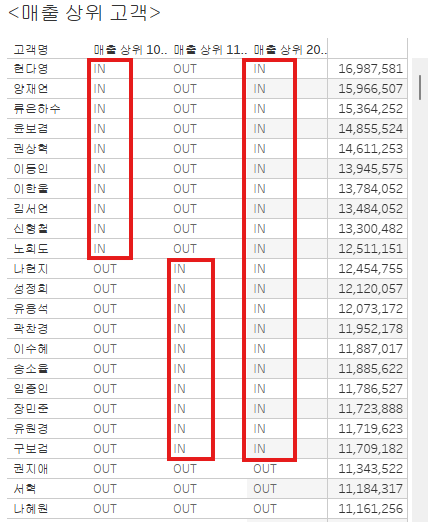 <매출 상위 고객>
고객명 매출 상위 10.. 매출 상위 11.. 매출 상위 20..
현다영 IN OUT IN 16,987,581
양재연 IN OUT IN 15,966,507
류은하수 IN OUT IN 15,364,252
윤보겸 IN OUT IN 14,855,524
권상혁 IN OUT IN 14,611,253
이동인 IN OUT IN 13,945,575
이한울 IN OUT IN 13,784,052
김서연 IN OUT IN 13,484,052
신형철 IN OUT IN 13,300,482
노희도 IN OUT IN 12,511,151
나현지 OUT IN IN 12,454,755
성정희 OUT IN IN 12,120,057
유응석 OUT IN IN 12,073,172
곽찬경 OUT IN IN 11,952,178
이수혜 OUT IN IN 11,887,017
송소율 OUT IN IN 11,885,622
임종인 OUT IN IN 11,786,527
장민준 OUT IN IN 11,723,888
유원경 OUT IN IN 11,719,623
구보검 OUT IN IN 11,709,182
권지애 OUT OUT OUT 11,343,522
서혁 OUT OUT OUT 11,184,317
나혜원 OUT OUT OUT 11,161,256